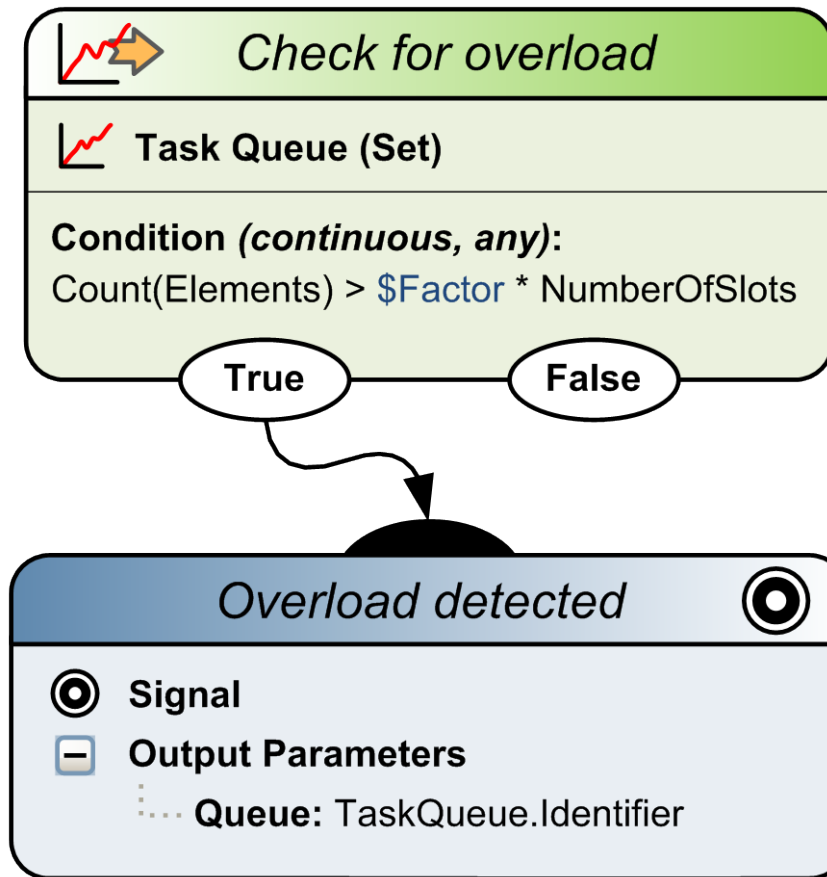 Check for overload
Task Queue (Set)
Condition (continuous, any):
Count(Elements) > $Factor * NumberOfSlots
True
False
Overload detected
Signal
Output Parameters
Queue: TaskQueue.Identifier